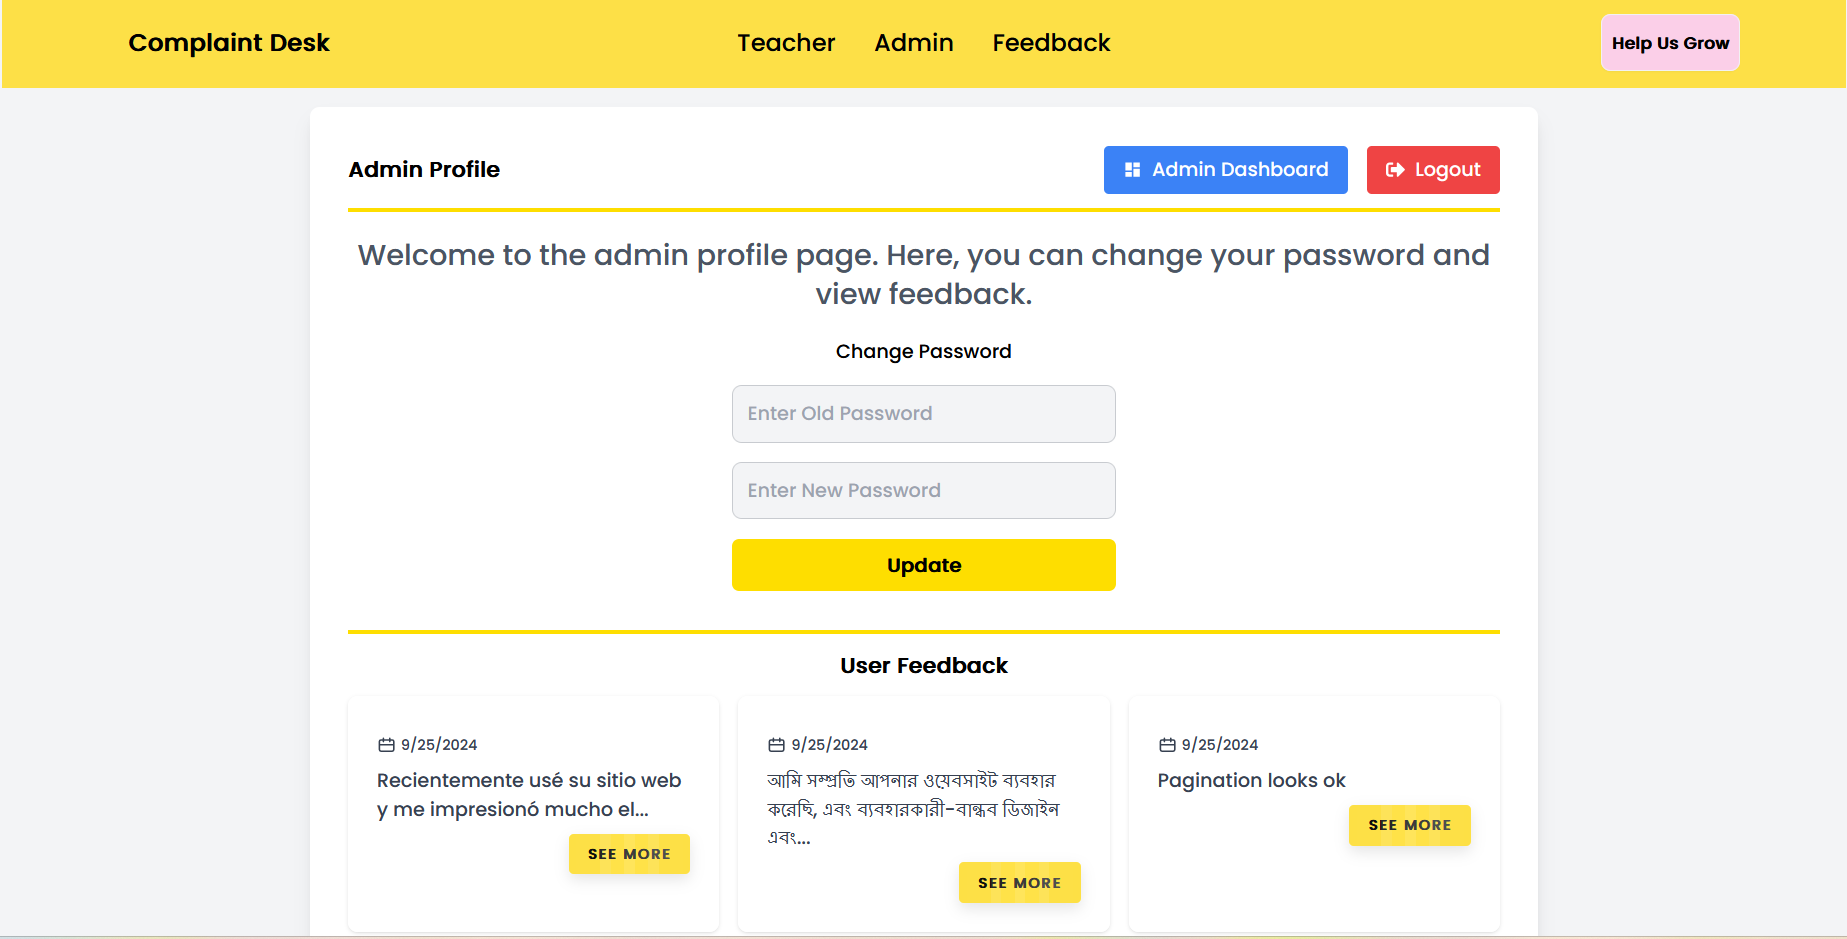 Complaint Desk
Teacher Admin Feedback
Help Us Grow
Admin Profile
Admin Dashboard
Logout
Welcome to the admin profile page. Here, you can change your password and
view feedback.
Change Password
Enter Old Password
Enter New Password
Update
User Feedback
9/25/2024
Recientemente usé su sitio web
y me impresionó mucho el...
SEE MORE
9/25/2024
আমি সম্প্রতি আপনার ওয়েবসাইট ব্যবহার
করেছি, এবং ব্যবহারকারী-বান্ধব ডিজাইন
এবং...
SEE MORE
9/25/2024
Pagination looks ok
SEE MORE